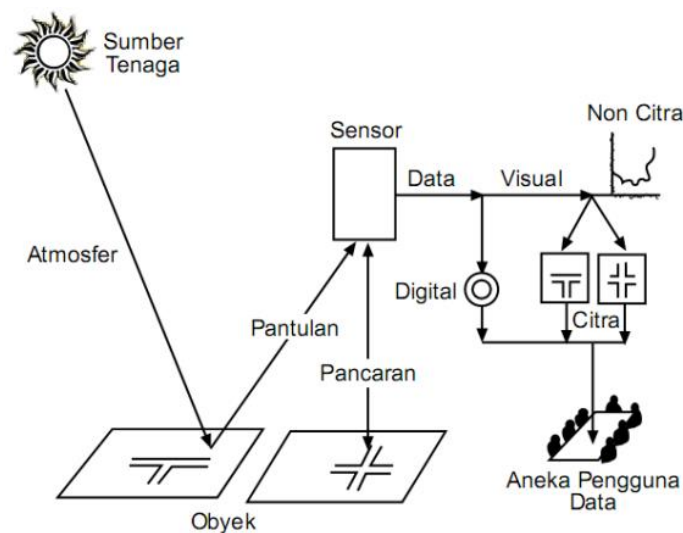 Sumber
Tenaga
Non Citra
Sensor
Data
Visual
Atmosfer
Digital
Citra
Pantulan
Pancaran
Aneka Pengguna
Data
Obyek